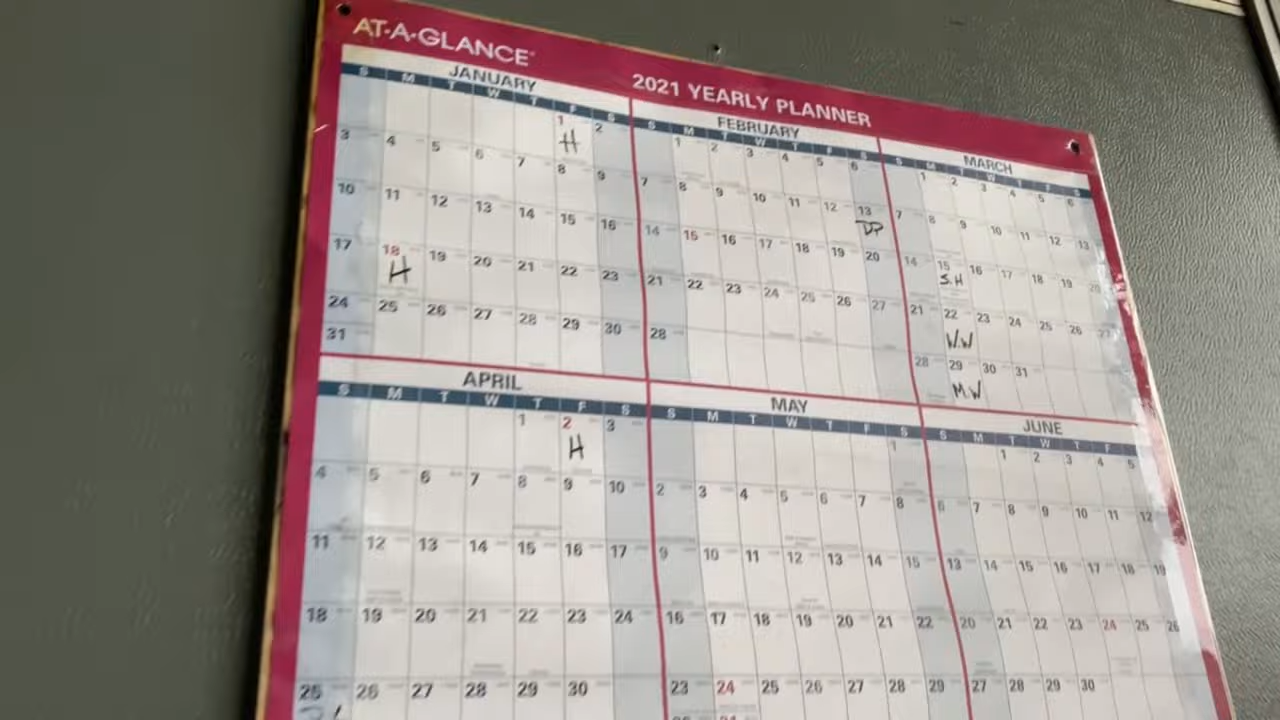 AT-A-GLANCE®
2021 YEARLY PLANNER
JANUARY
S M T W T F S
1 2
H
3 4 5 6 7 8 9
10 11 12 13 14 15 16
17 18 19 20 21 22 23
H
24 25 26 27 28 29 30
31
FEBRUARY
S M T W T F S
1 2 3 4 5 6
7 8 9 10 11 12 13
DP
14 15 16 17 18 19 20
21 22 23 24 25 26 27
28
MARCH
S M T W T F S
1 2 3 4 5 6
7 8 9 10 11 12 13
14 15 16 17 18 19 20
S.H
21 22 23 24 25 26 27
W.W
28 29 30 31
M.W
APRIL
S M T W T F S
1 2 3
H
4 5 6 7 8 9 10
11 12 13 14 15 16 17
18 19 20 21 22 23 24
25 26 27 28 29 30
MAY
S M T W T F S
1
2 3 4 5 6 7 8
9 10 11 12 13 14 15
16 17 18 19 20 21 22
23 24 25 26 27 28 29
JUNE
S M T W T F
1 2 3 4 5
6 7 8 9 10 11 12
13 14 15 16 17 18 19
20 21 22 23 24 25 26
27 28 29 30